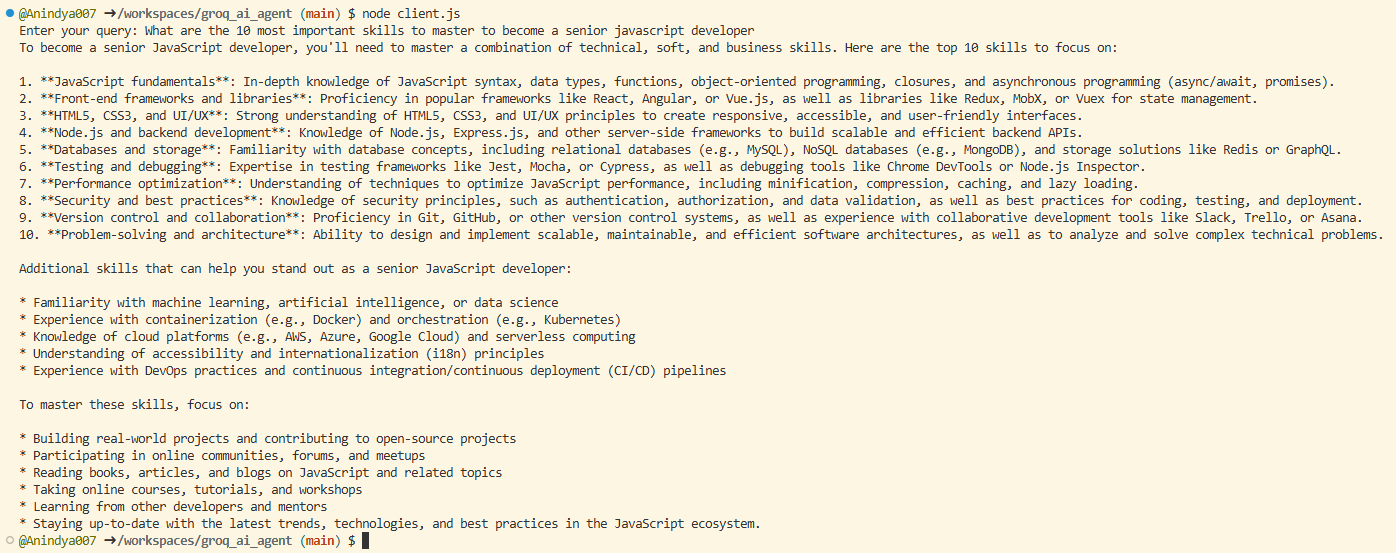 @Anindya007 ➜/workspaces/groq_ai_agent (main) $ node client.js
Enter your query: What are the 10 most important skills to master to become a senior javascript developer
To become a senior JavaScript developer, you'll need to master a combination of technical, soft, and business skills. Here are the top 10 skills to focus on:

1. **JavaScript fundamentals**: In-depth knowledge of JavaScript syntax, data types, functions, object-oriented programming, closures, and asynchronous programming (async/await, promises).
2. **Front-end frameworks and libraries**: Proficiency in popular frameworks like React, Angular, or Vue.js, as well as libraries like Redux, MobX, or Vuex for state management.
3. **HTML5, CSS3, and UI/UX**: Strong understanding of HTML5, CSS3, and UI/UX principles to create responsive, accessible, and user-friendly interfaces.
4. **Node.js and backend development**: Knowledge of Node.js, Express.js, and other server-side frameworks to build scalable and efficient backend APIs.
5. **Databases and storage**: Familiarity with database concepts, including relational databases (e.g., MySQL), NoSQL databases (e.g., MongoDB), and storage solutions like Redis or GraphQL.
6. **Testing and debugging**: Expertise in testing frameworks like Jest, Mocha, or Cypress, as well as debugging tools like Chrome DevTools or Node.js Inspector.
7. **Performance optimization**: Understanding of techniques to optimize JavaScript performance, including minification, compression, caching, and lazy loading.
8. **Security and best practices**: Knowledge of security principles, such as authentication, authorization, and data validation, as well as best practices for coding, testing, and deployment.
9. **Version control and collaboration**: Proficiency in Git, GitHub, or other version control systems, as well as experience with collaborative development tools like Slack, Trello, or Asana.
10. **Problem-solving and architecture**: Ability to design and implement scalable, maintainable, and efficient software architectures, as well as to analyze and solve complex technical problems.

Additional skills that can help you stand out as a senior JavaScript developer:

* Familiarity with machine learning, artificial intelligence, or data science
* Experience with containerization (e.g., Docker) and orchestration (e.g., Kubernetes)
* Knowledge of cloud platforms (e.g., AWS, Azure, Google Cloud) and serverless computing
* Understanding of accessibility and internationalization (i18n) principles
* Experience with DevOps practices and continuous integration/continuous deployment (CI/CD) pipelines

To master these skills, focus on:

* Building real-world projects and contributing to open-source projects
* Participating in online communities, forums, and meetups
* Reading books, articles, and blogs on JavaScript and related topics
* Taking online courses, tutorials, and workshops
* Learning from other developers and mentors
* Staying up-to-date with the latest trends, technologies, and best practices in the JavaScript ecosystem.
@Anindya007 ➜/workspaces/groq_ai_agent (main) $